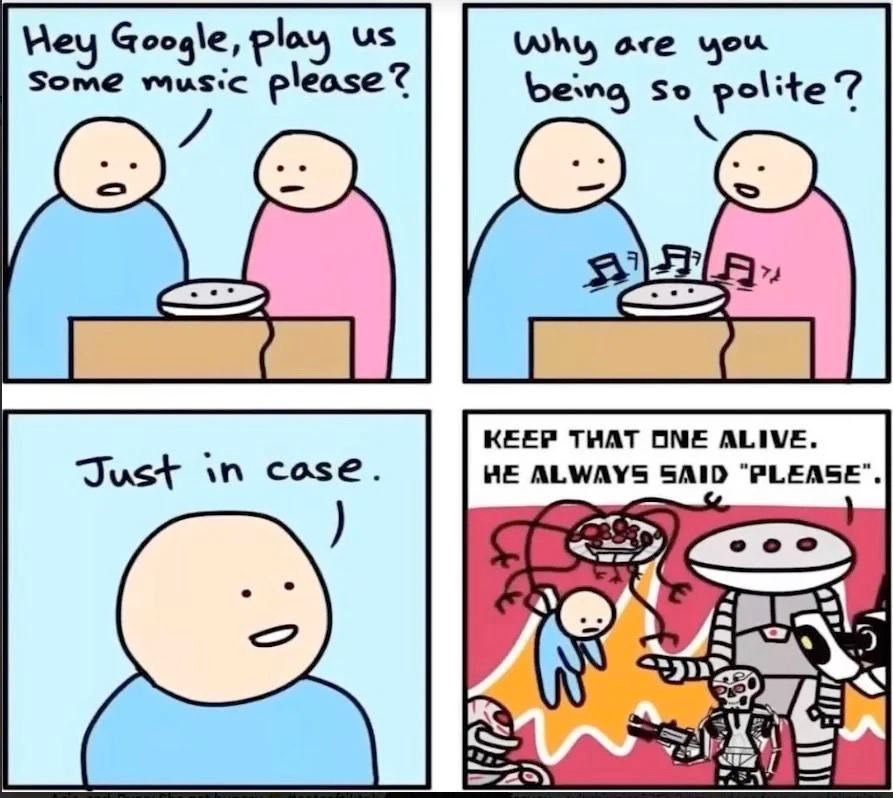 Hey Google, play us
some music please?
Why are you
being so polite?
Just in case.
KEEP THAT ONE ALIVE.
HE ALWAYS SAID "PLEASE".